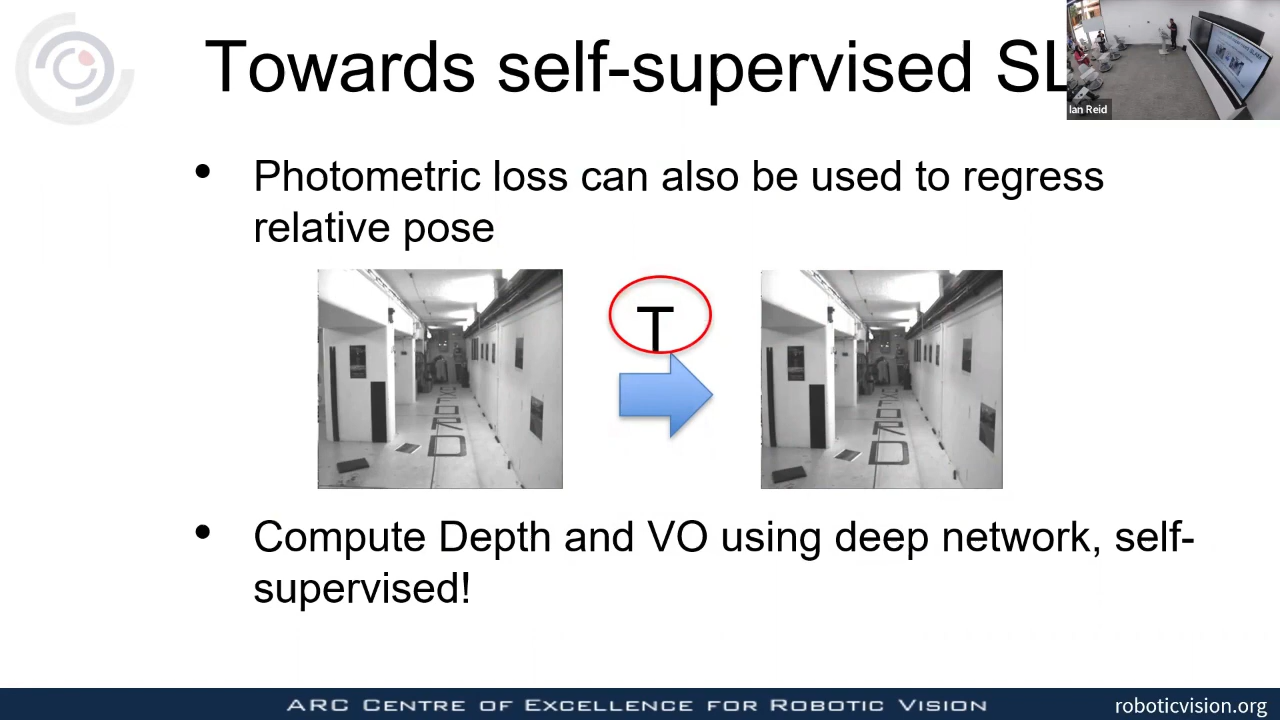 Towards self-supervised SL
Ian Reid
• Photometric loss can also be used to regress
relative pose
T
• Compute Depth and VO using deep network, self-
supervised!
ARC Centre of Excellence for Robotic Vision
roboticvision.org